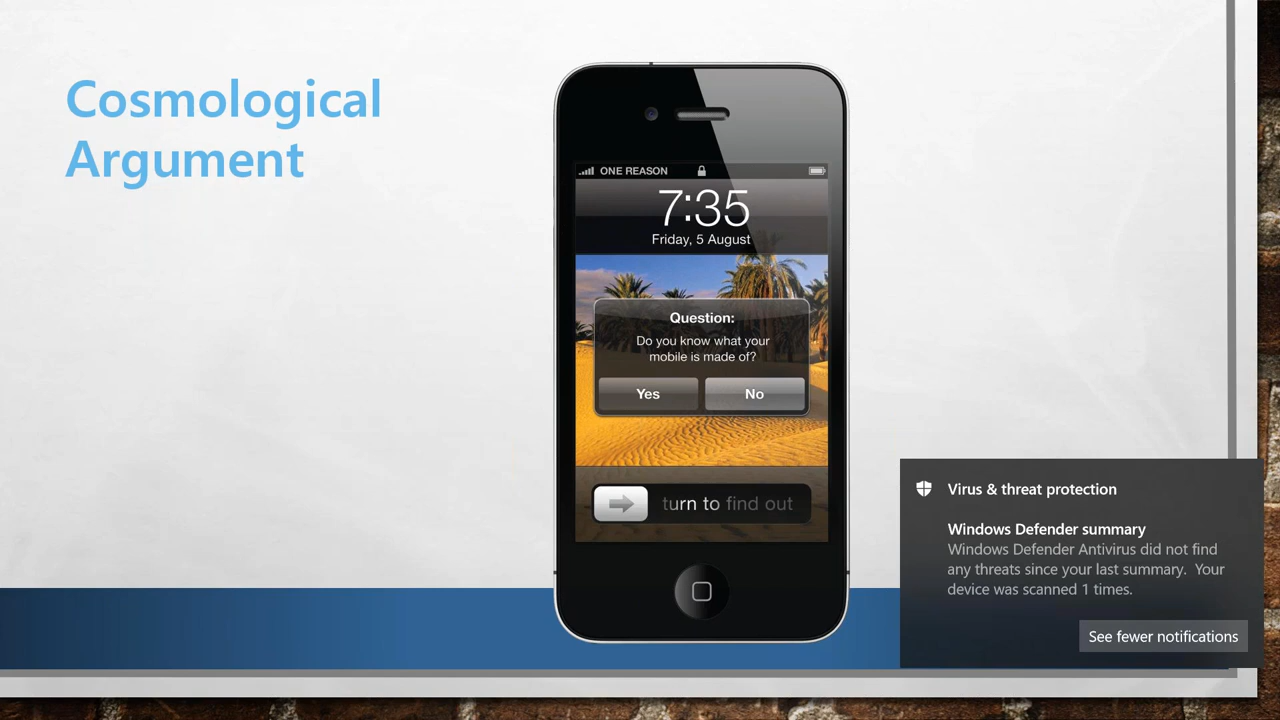 Cosmological
Argument
ONE REASON
7:35
Friday, 5 August
Question:
Do you know what your
mobile is made of?
Yes
No
turn to find out
Virus & threat protection
Windows Defender summary
Windows Defender Antivirus did not find
any threats since your last summary.  Your
device was scanned 1 times.
See fewer notifications